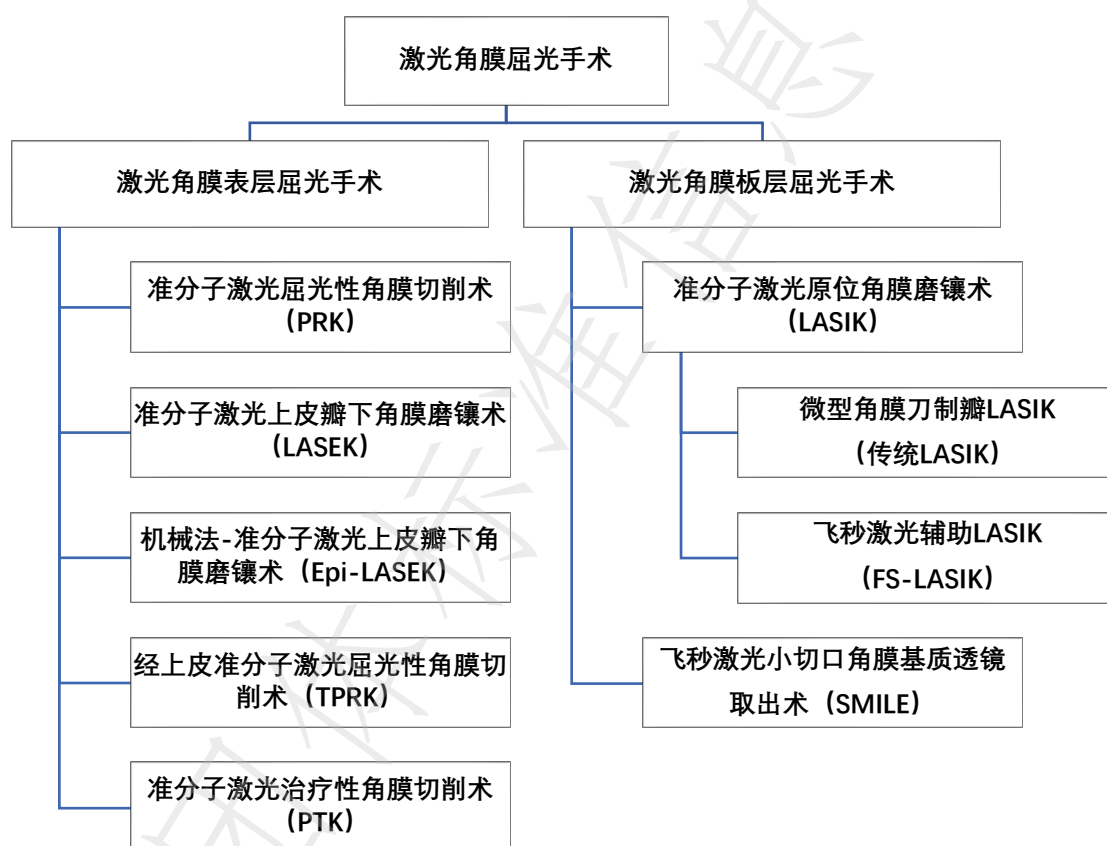 激光角膜屈光手术
激光角膜表层屈光手术
激光角膜板层屈光手术
准分子激光屈光性角膜切削术
（PRK）
准分子激光上皮瓣下角膜磨镶术
（LASEK）
机械法-准分子激光上皮瓣下角
膜磨镶术（Epi-LASEK）
经上皮准分子激光屈光性角膜切
削术（TPRK）
准分子激光治疗性角膜切削术
（PTK）
准分子激光原位角膜磨镶术
（LASIK）
微型角膜刀制瓣LASIK
（传统LASIK）
飞秒激光辅助LASIK
（FS-LASIK）
飞秒激光小切口角膜基质透镜
取出术（SMILE）
团体标准信息